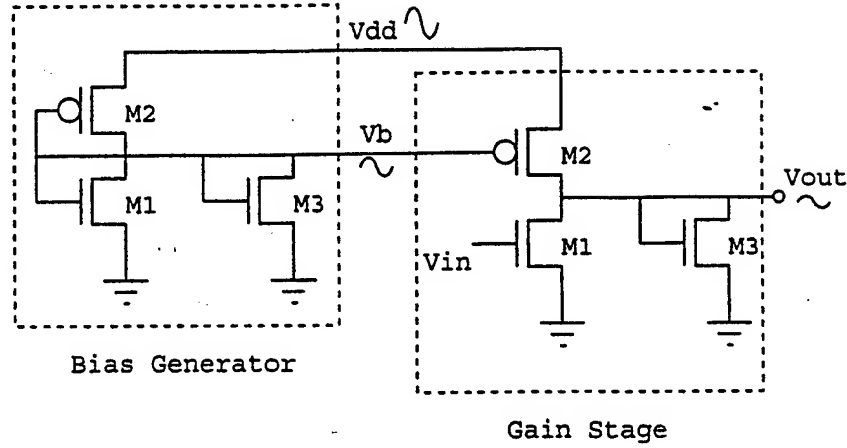 Vdd
M2
Vb
M1
M3
M2
Vout
Vin
M1
M3
Bias Generator
Gain Stage